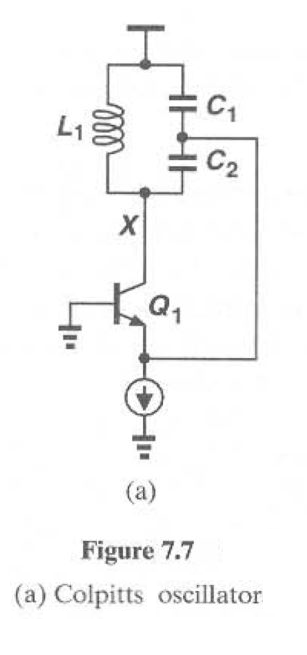 L₁
C₁
C₂
X
Q₁
(a)
Figure 7.7
(a) Colpitts oscillator